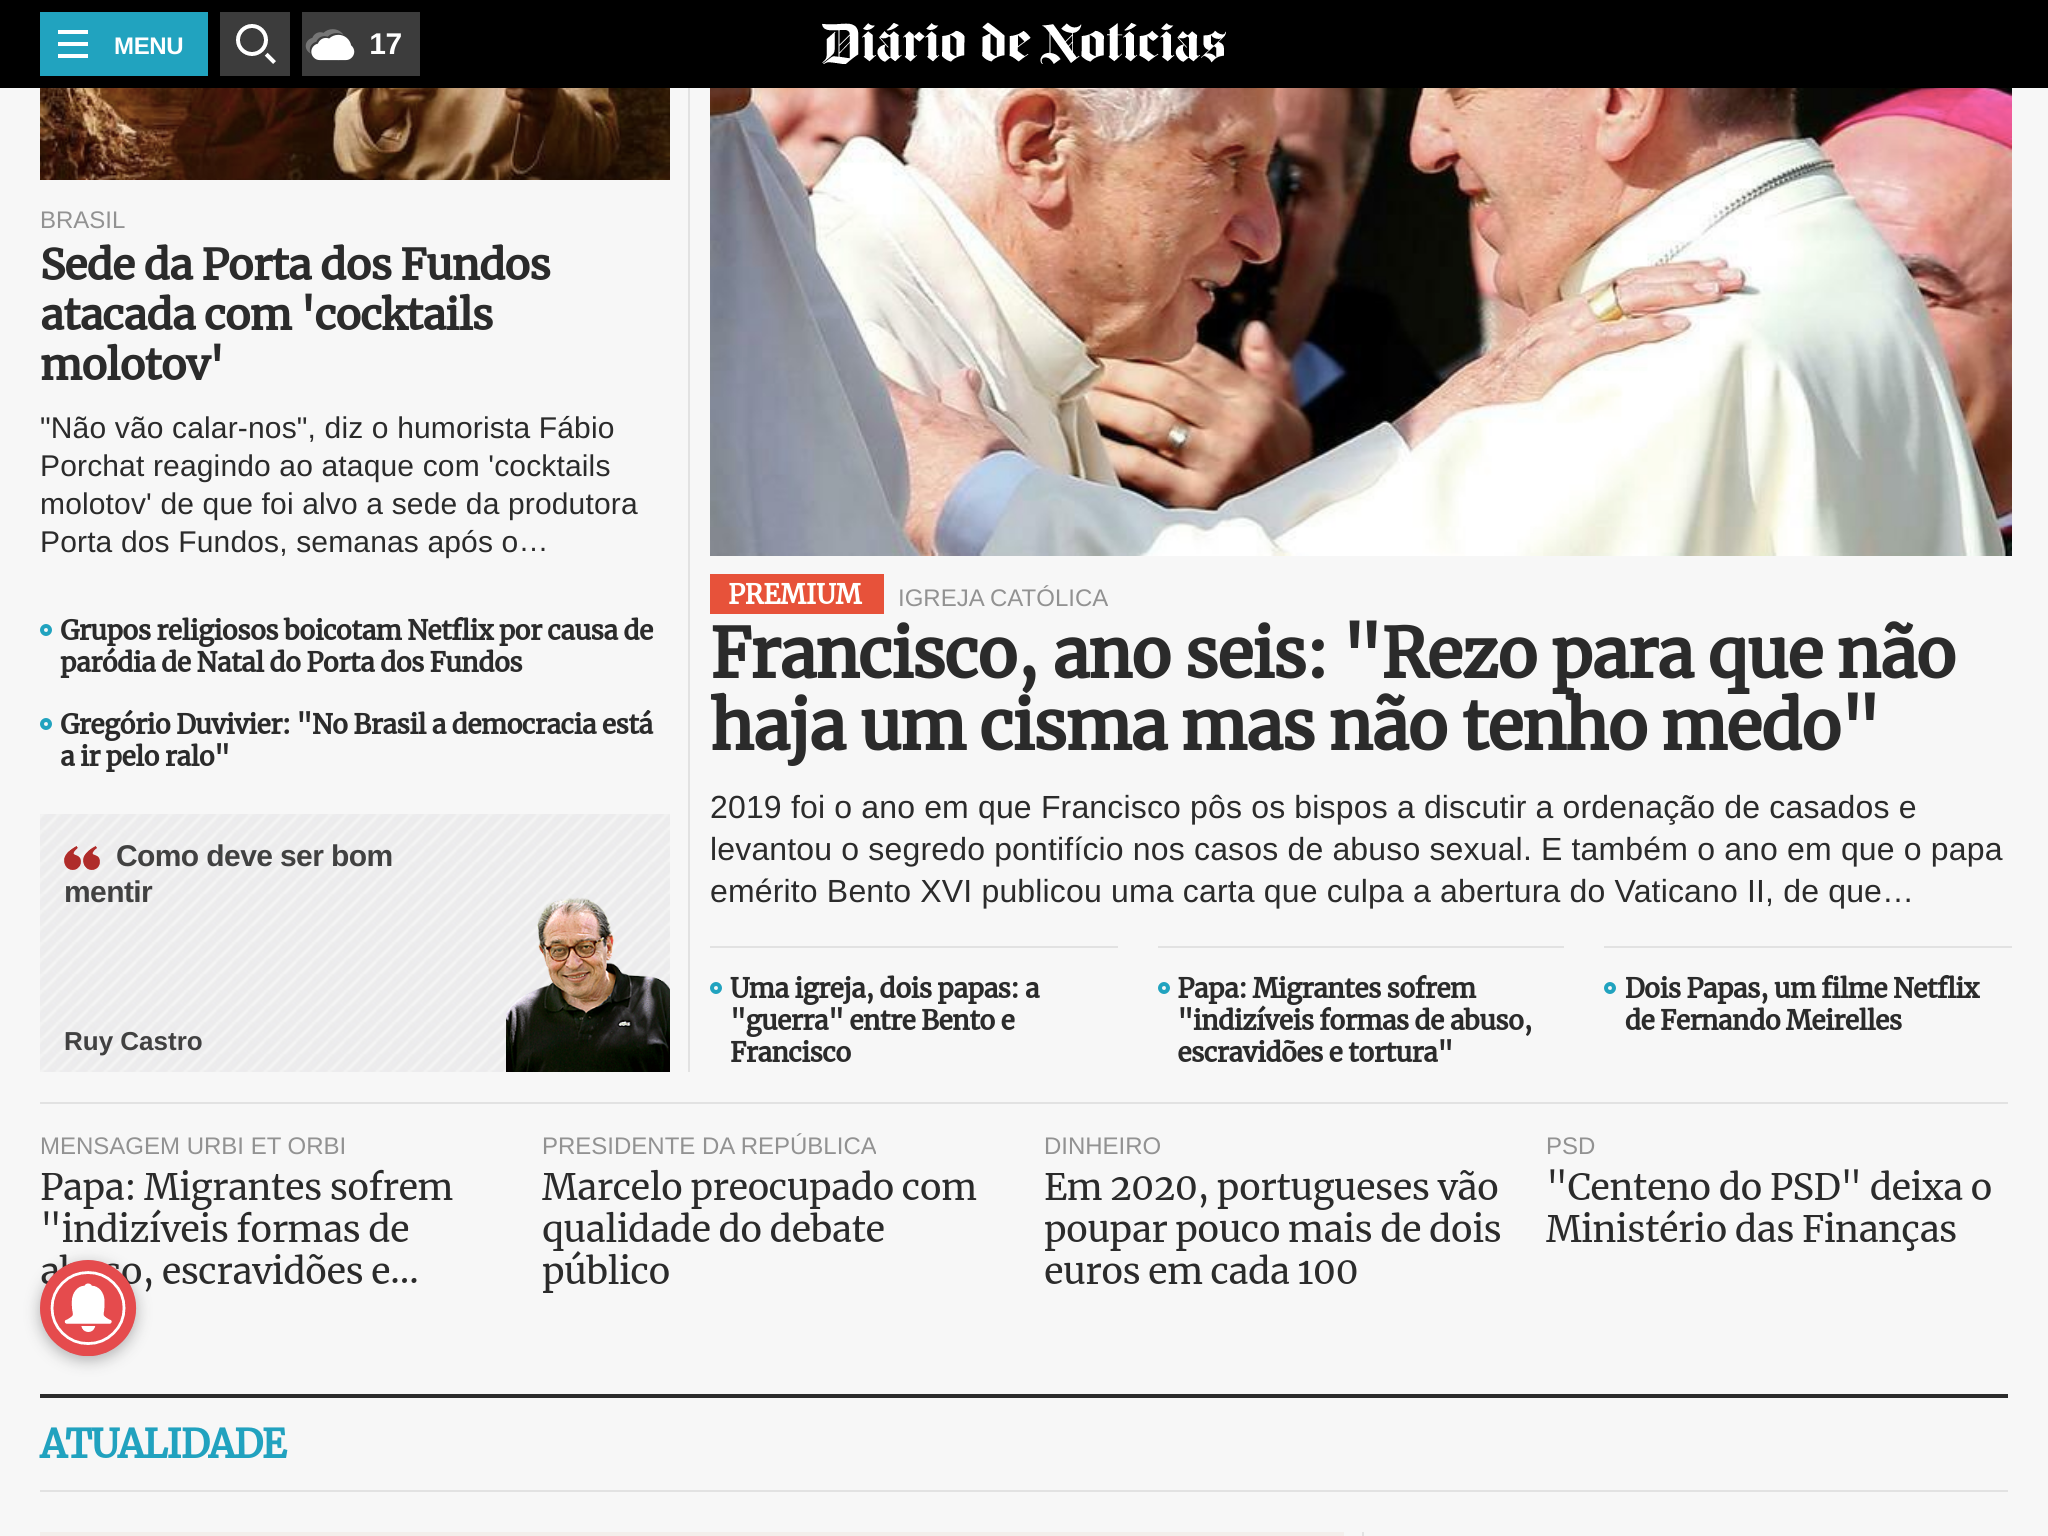 MENU
17
Diário de Notícias
BRASIL
Sede da Porta dos Fundos
atacada com 'cocktails
molotov'
"Não vão calar-nos", diz o humorista Fábio
Porchat reagindo ao ataque com 'cocktails
molotov' de que foi alvo a sede da produtora
Porta dos Fundos, semanas após o…
Grupos religiosos boicotam Netflix por causa de
paródia de Natal do Porta dos Fundos
Gregório Duvivier: "No Brasil a democracia está
a ir pelo ralo"
Como deve ser bom
mentir
Ruy Castro
PREMIUM IGREJA CATÓLICA
Francisco, ano seis: "Rezo para que não
haja um cisma mas não tenho medo"
2019 foi o ano em que Francisco pôs os bispos a discutir a ordenação de casados e
levantou o segredo pontifício nos casos de abuso sexual. E também o ano em que o papa
emérito Bento XVI publicou uma carta que culpa a abertura do Vaticano II, de que…
Uma igreja, dois papas: a
"guerra" entre Bento e
Francisco
Papa: Migrantes sofrem
"indizíveis formas de abuso,
escravidões e tortura"
Dois Papas, um filme Netflix
de Fernando Meirelles
MENSAGEM URBI ET ORBI
Papa: Migrantes sofrem
"indizíveis formas de
abuso, escravidões e...
PRESIDENTE DA REPÚBLICA
Marcelo preocupado com
qualidade do debate
público
DINHEIRO
Em 2020, portugueses vão
poupar pouco mais de dois
euros em cada 100
PSD
"Centeno do PSD" deixa o
Ministério das Finanças
ATUALIDADE